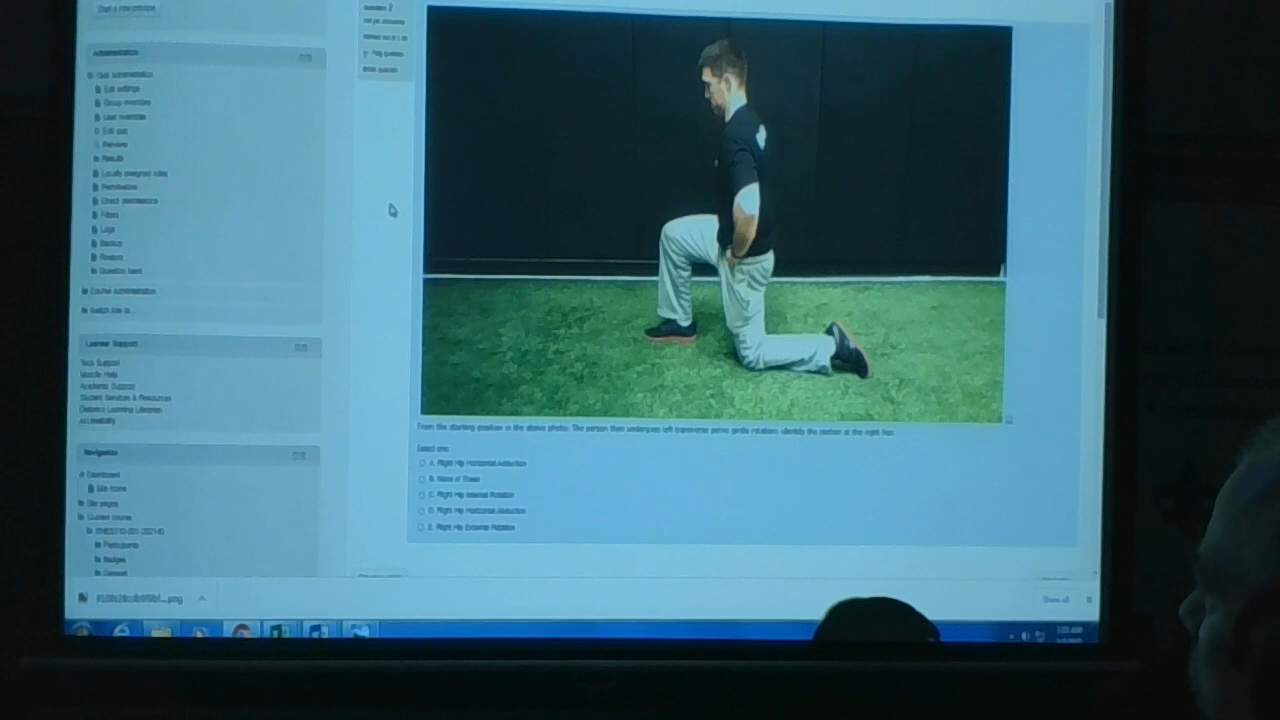 Start a new preview
Question 2
Not yet answered
Marked out of 1.00
Flag question
Edit question
Administration
Quiz administration
Edit settings
Group overrides
User overrides
Edit quiz
Preview
Results
Locally assigned roles
Permissions
Check permissions
Filters
Logs
Backup
Restore
Question bank
Course administration
Switch role to...
Learner Support
Tech Support
Moodle Help
Academic Support
Student Services & Resources
Distance Learning Libraries
Accessibility
Navigation
Dashboard
Site home
Site pages
Current course
Participants
Badges
General
From the starting position in the above photo: The person then undergoes left transverse pelvic girdle rotation: identify the motion at the right hip:
Select one:
A. Right Hip Horizontal Adduction
B. None of These
C. Right Hip Internal Rotation
D. Right Hip Horizontal Abduction
E. Right Hip External Rotation
Show all